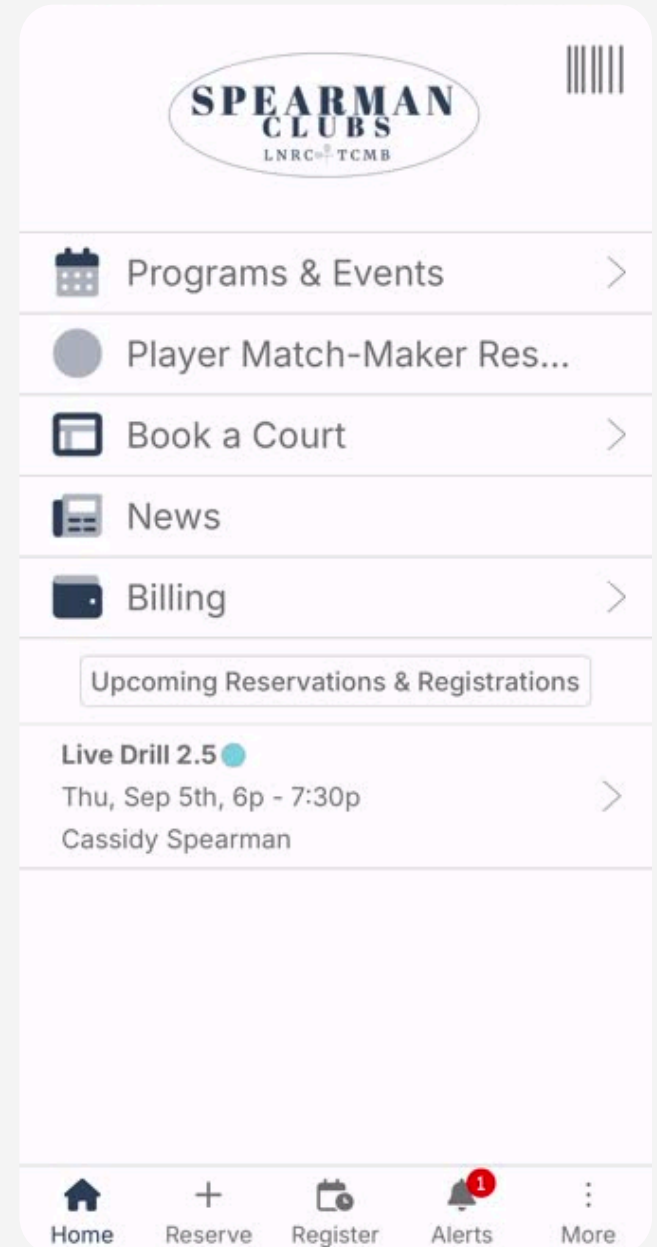 SPEARMAN
CLUBS
LNRC TCMB
Programs & Events
Player Match-Maker Res...
Book a Court
News
Billing
Upcoming Reservations & Registrations
Live Drill 2.5
Thu, Sep 5th, 6p - 7:30p
Cassidy Spearman
1
Home Reserve Register Alerts More